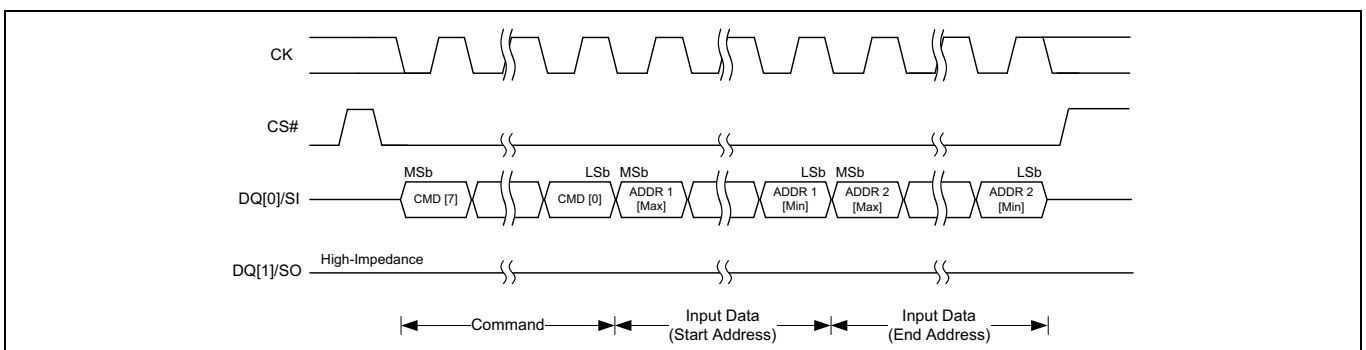 CK
CS#
MSb LSb MSb LSb MSb LSb
DQ[0]/SI CMD [7] CMD [0] ADDR 1 [Max] ADDR 1 [Min] ADDR 2 [Max] ADDR 2 [Min]
High-Impedance
DQ[1]/SO
Command
Input Data
(Start Address)
Input Data
(End Address)